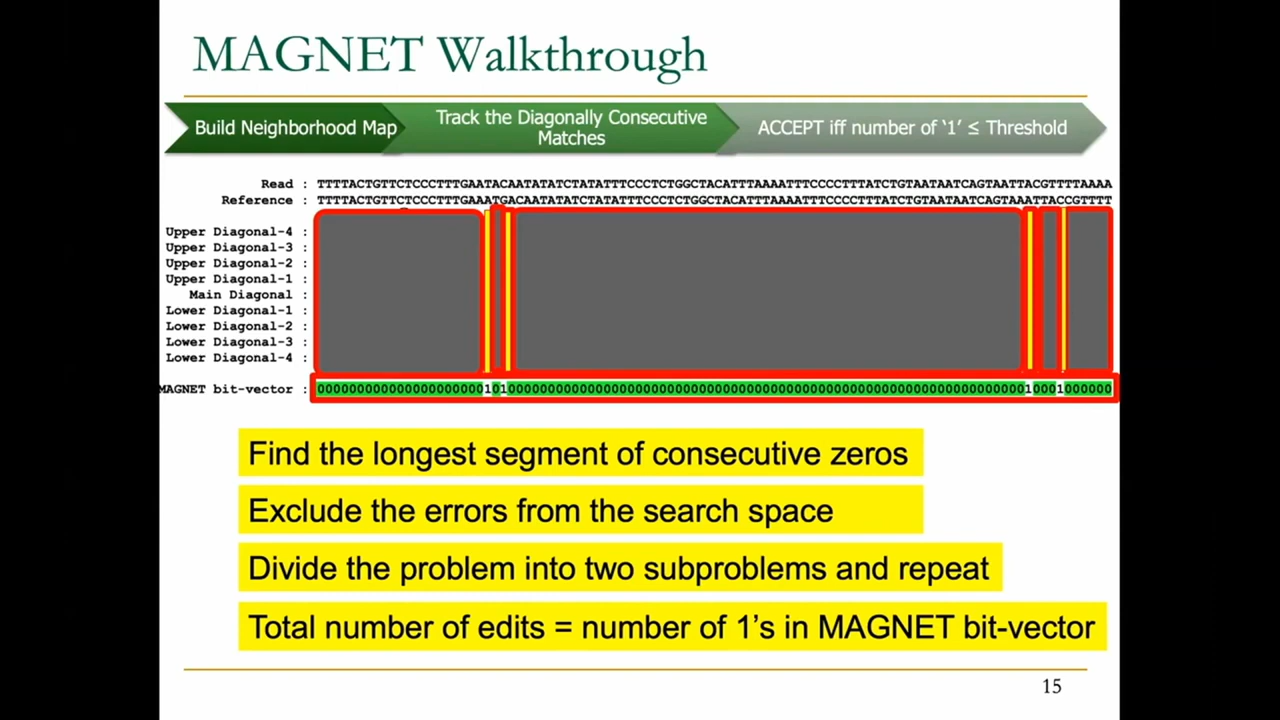 MAGNET Walkthrough
Build Neighborhood Map
Track the Diagonally Consecutive
Matches
ACCEPT iff number of ‘1’ ≤ Threshold
Read : TTTTACTGTTCTCCCTTTGAATACAATATATCTATATTTCCCTCTGGCTACATTTAAAATTTCCCCTTTATCTGTAATAATCAGTAATTACGTTTTAAAA
Reference : TTTTACTGTTCTCCCTTTGAAATGACAATATATCTATATTTCCCTCTGGCTACATTTAAAATTTCCCCTTTATCTGTAATAATCAGTAAATTACCGTTTT
Upper Diagonal-4 :
Upper Diagonal-3 :
Upper Diagonal-2 :
Upper Diagonal-1 :
Main Diagonal :
Lower Diagonal-1 :
Lower Diagonal-2 :
Lower Diagonal-3 :
Lower Diagonal-4 :
MAGNET bit-vector : 0000000000000000000001010000000000000000000000000000000000000000000000000000000000000000010001000000
Find the longest segment of consecutive zeros
Exclude the errors from the search space
Divide the problem into two subproblems and repeat
Total number of edits = number of 1’s in MAGNET bit-vector
15